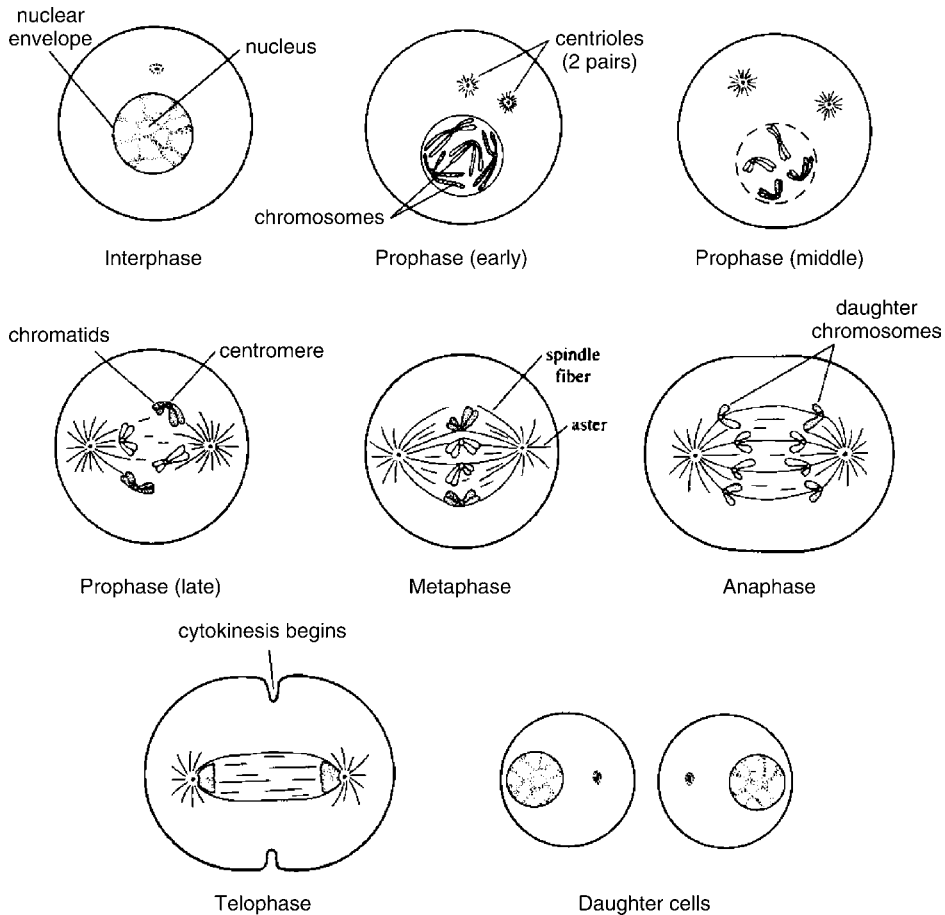 nuclear
envelope
nucleus
centrioles
(2 pairs)
chromosomes
Interphase
Prophase (early)
Prophase (middle)
chromatids
centromere
spindle
fiber
aster
daughter
chromosomes
Prophase (late)
Metaphase
Anaphase
cytokinesis begins
Telophase
Daughter cells